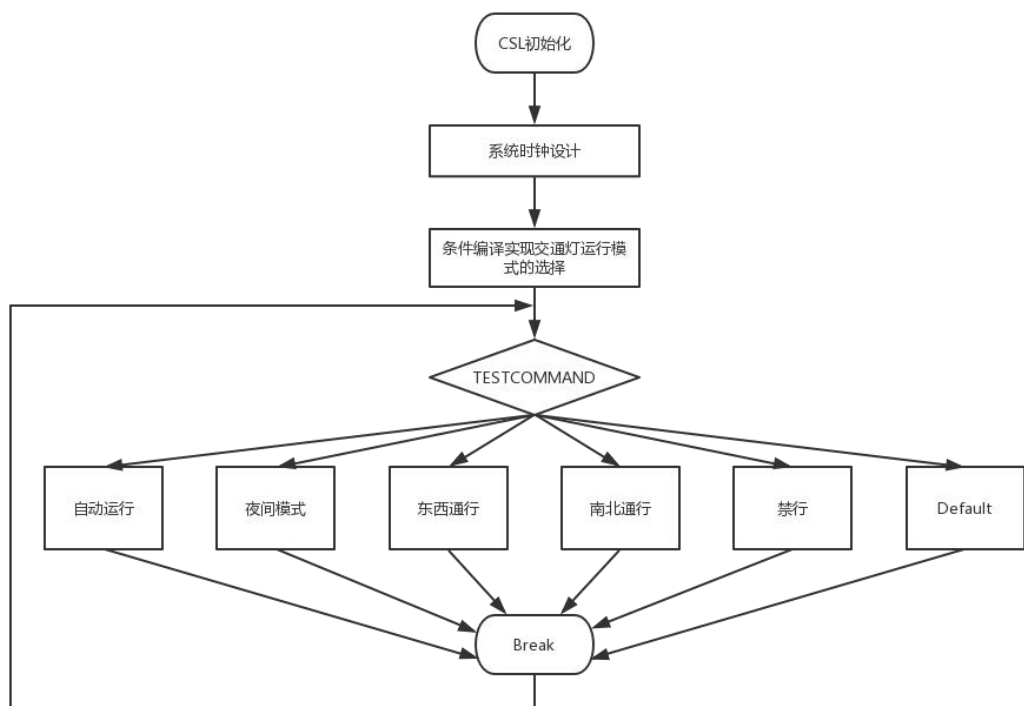 CSL初始化
系统时钟设计
条件编译实现交通灯运行模
式的选择
TESTCOMMAND
自动运行
夜间模式
东西通行
南北通行
禁行
Default
Break